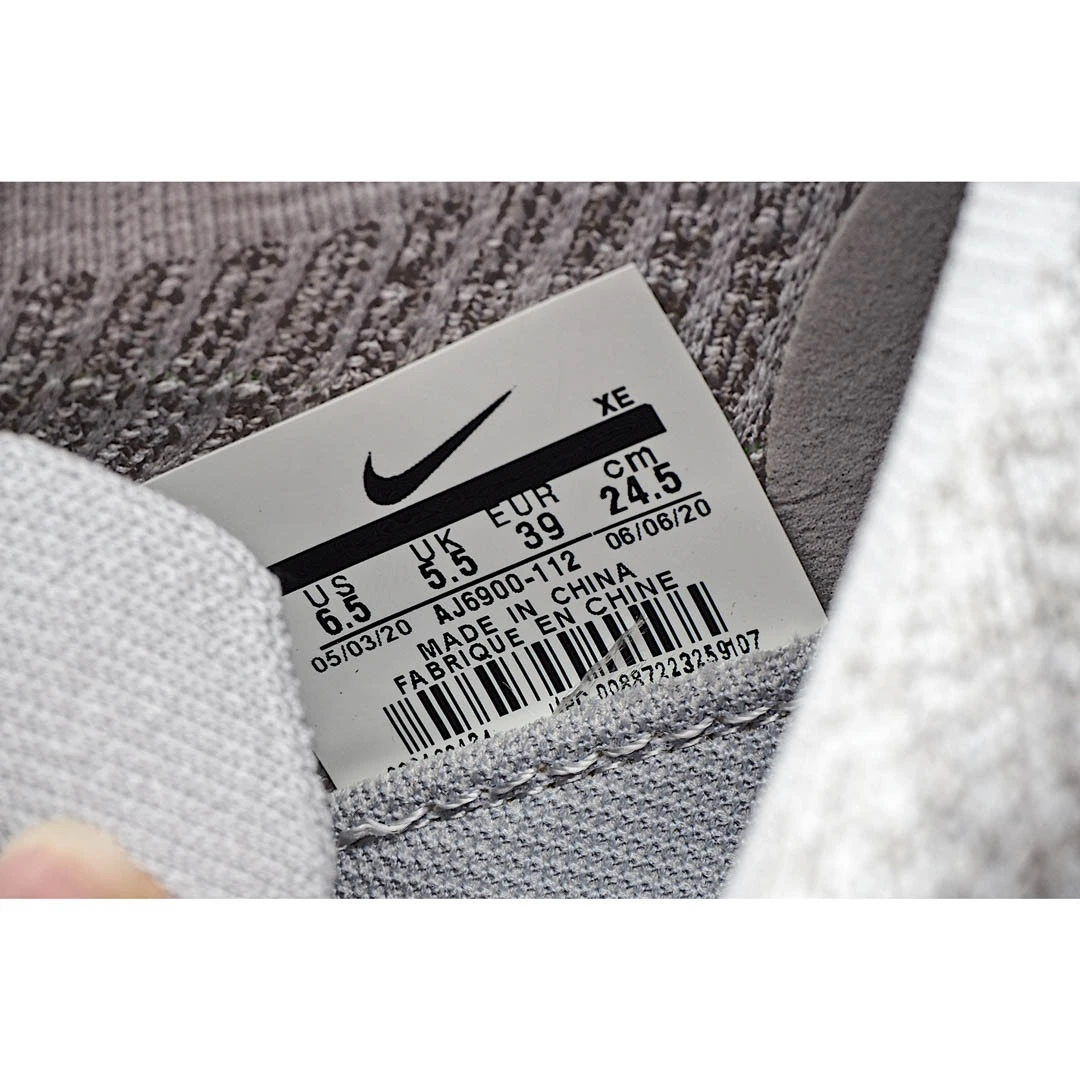 XE
US UK EUR cm
6.5 5.5 39 24.5
05/03/20 AJ6900-112 06/06/20
MADE IN CHINA
FABRIQUE EN CHINE